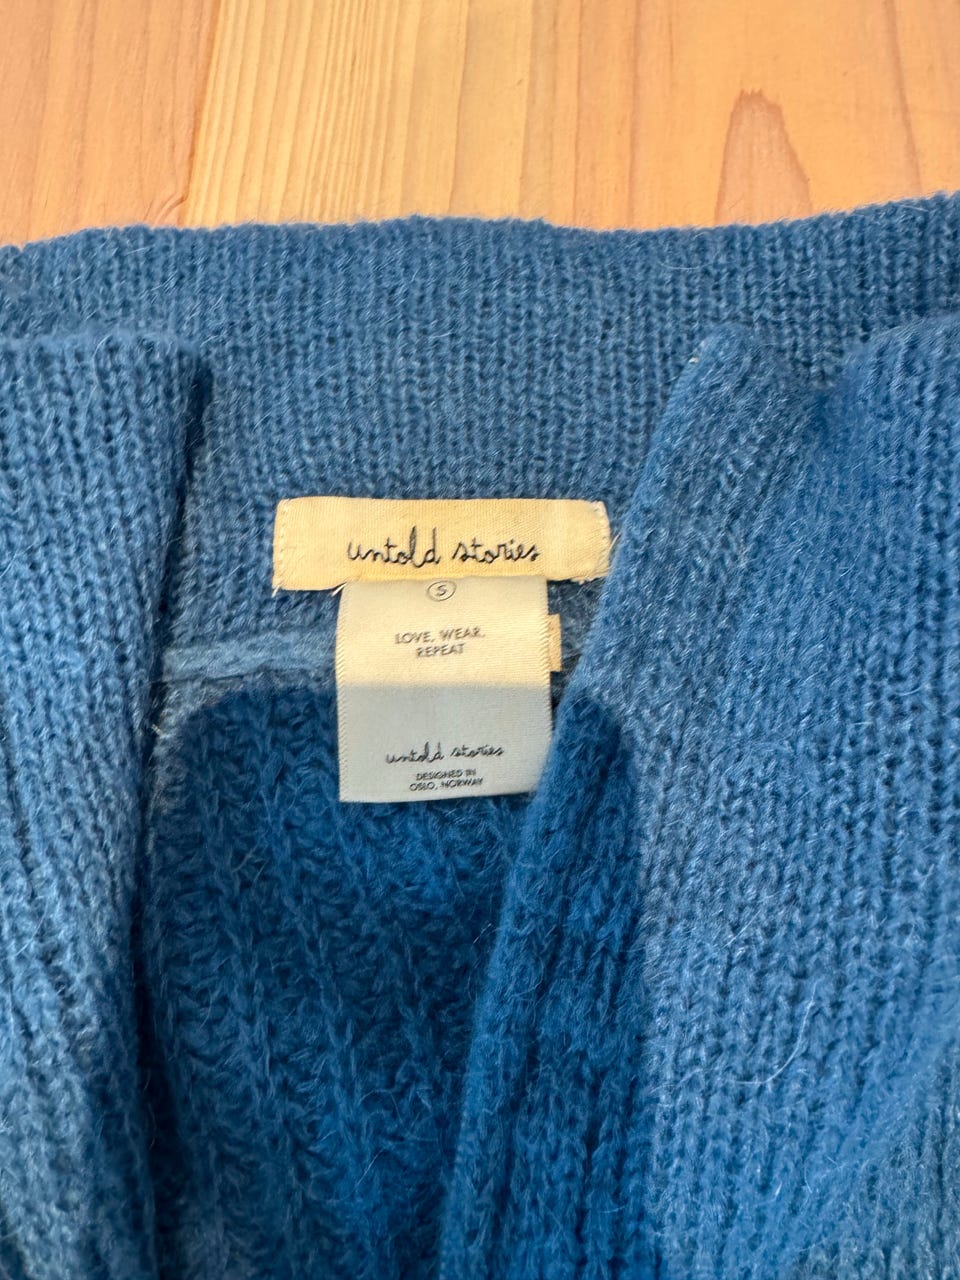 untold stories
S
LOVE, WEAR,
REPEAT
untold stories
DESIGNED IN
OSLO, NORWAY